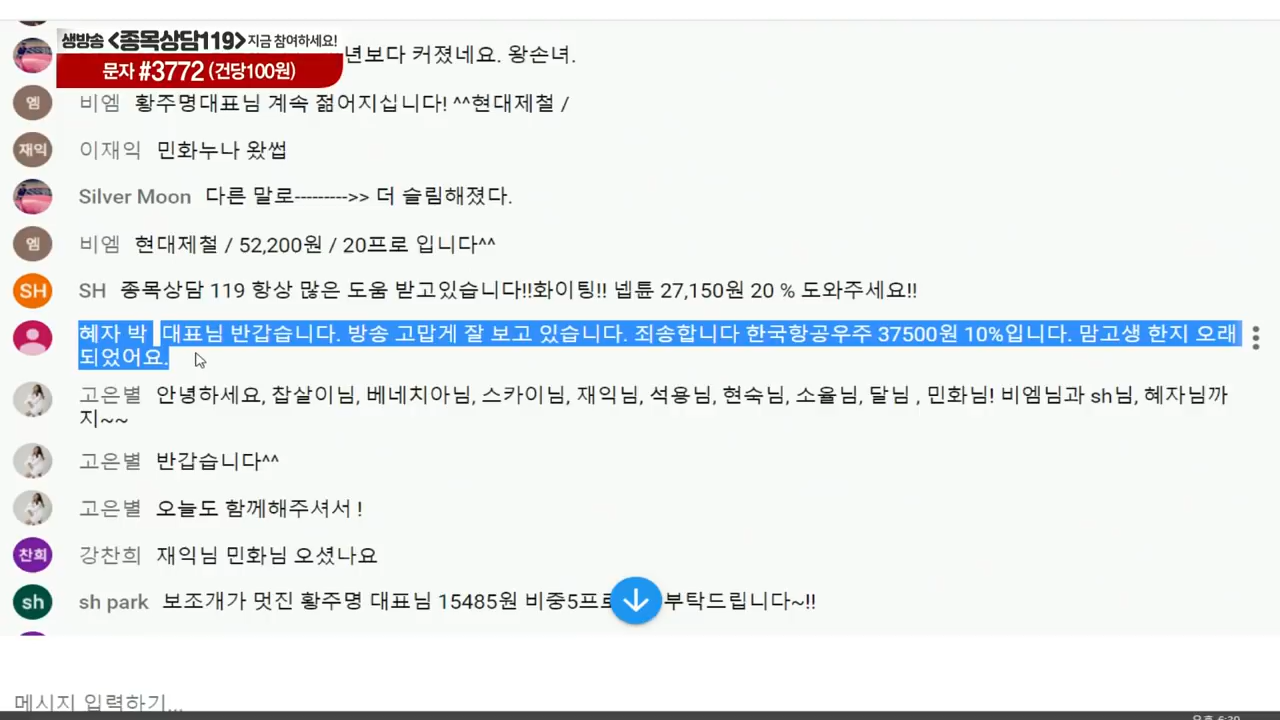 생방송 <종목상담119> 지금 참여하세요!
문자 #3772 (건당100원)
년보다 커졌네요. 왕손녀.
엠 비엠 황주명대표님 계속 젊어지십니다! ^^현대제철 /
재익 이재익 민화누나 왔썹
Silver Moon 다른 말로--------->> 더 슬림해졌다.
엠 비엠 현대제철 / 52,200원 / 20프로 입니다^^
SH SH 종목상담 119 항상 많은 도움 받고있습니다!!화이팅!! 넵튠 27,150원 20 % 도와주세요!!
혜자 박 대표님 반갑습니다. 방송 고맙게 잘 보고 있습니다. 죄송합니다 한국항공우주 37500원 10%입니다. 맘고생 한지 오래
되었어요.
고은별 안녕하세요, 찹살이님, 베네치아님, 스카이님, 재익님, 석용님, 현숙님, 소율님, 달님 , 민화님! 비엠님과 sh님, 혜자님까
지~~
고은별 반갑습니다^^
고은별 오늘도 함께해주셔서 !
찬희 강찬희 재익님 민화님 오셨나요
sh sh park 보조개가 멋진 황주명 대표님 15485원 비중5프로 부탁드립니다~!!
메시지 입력하기...